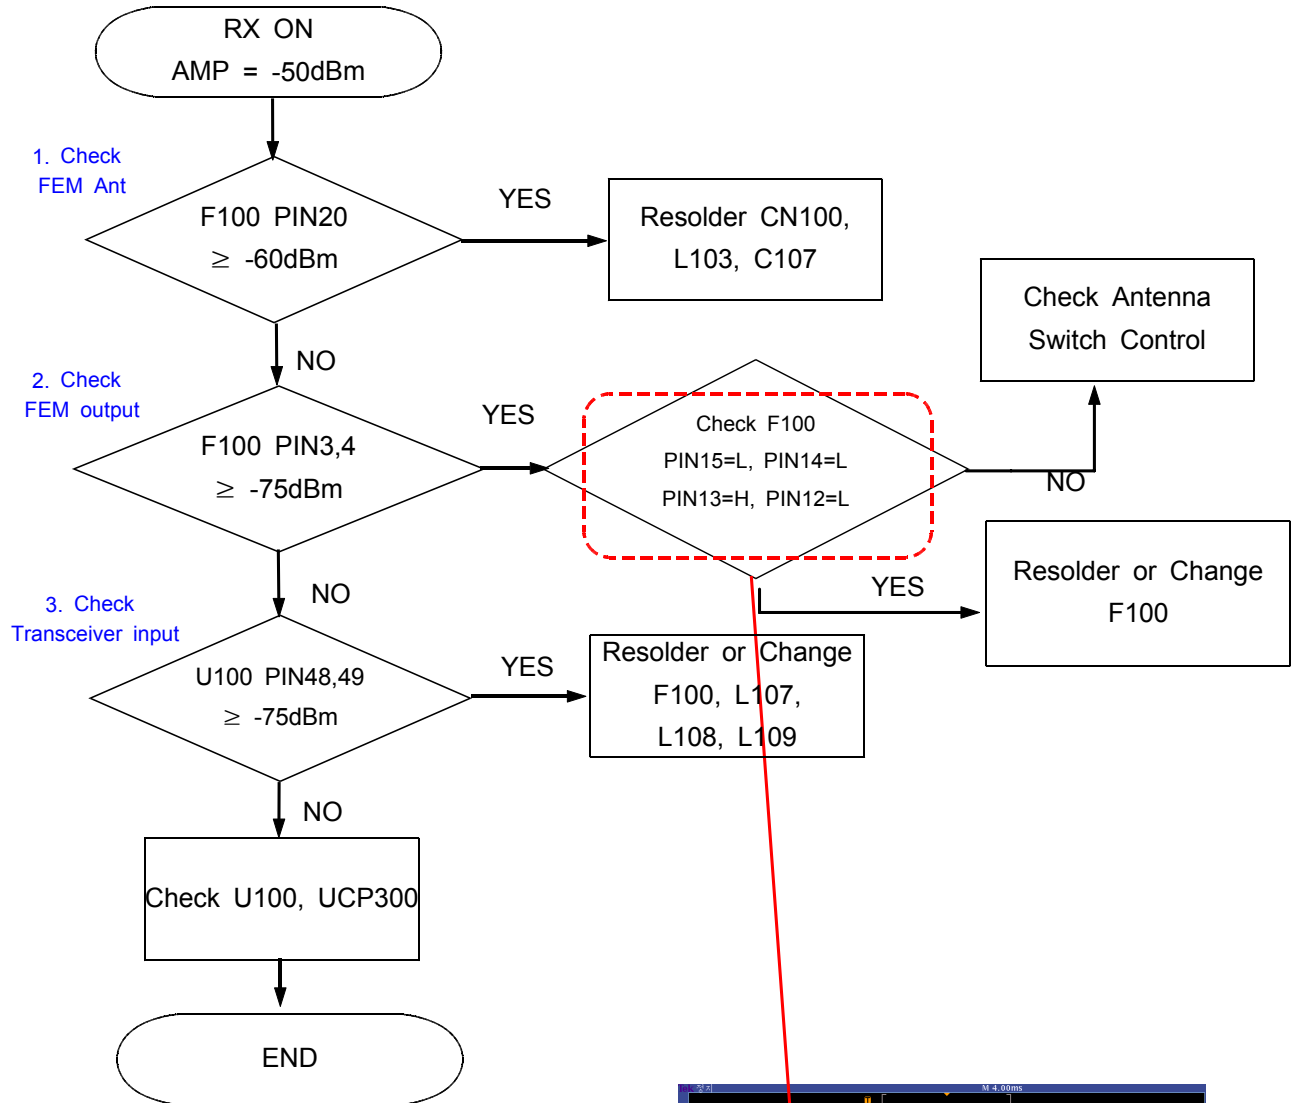 RX ON
AMP = -50dBm
1. Check
FEM Ant
F100 PIN20
≥ -60dBm
YES
Resolder CN100,
L103, C107
NO
2. Check
FEM output
F100 PIN3,4
≥ -75dBm
YES
Check F100
PIN15=L, PIN14=L
PIN13=H, PIN12=L
NO
Check Antenna
Switch Control
YES
Resolder or Change
F100
NO
3. Check
Transceiver input
U100 PIN48,49
≥ -75dBm
YES
Resolder or Change
F100, L107,
L108, L109
NO
Check U100, UCP300
END
정지
M 4.00ms